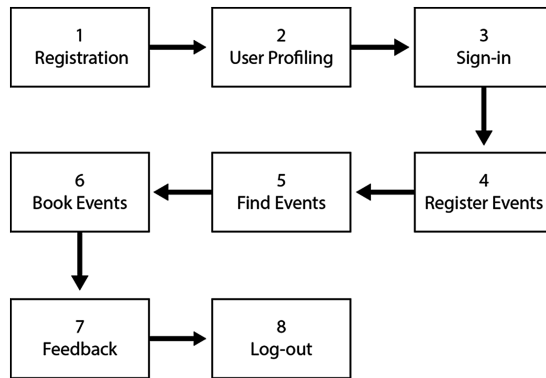 1
Registration
2
User Profiling
3
Sign-in
4
Register Events
5
Find Events
6
Book Events
7
Feedback
8
Log-out